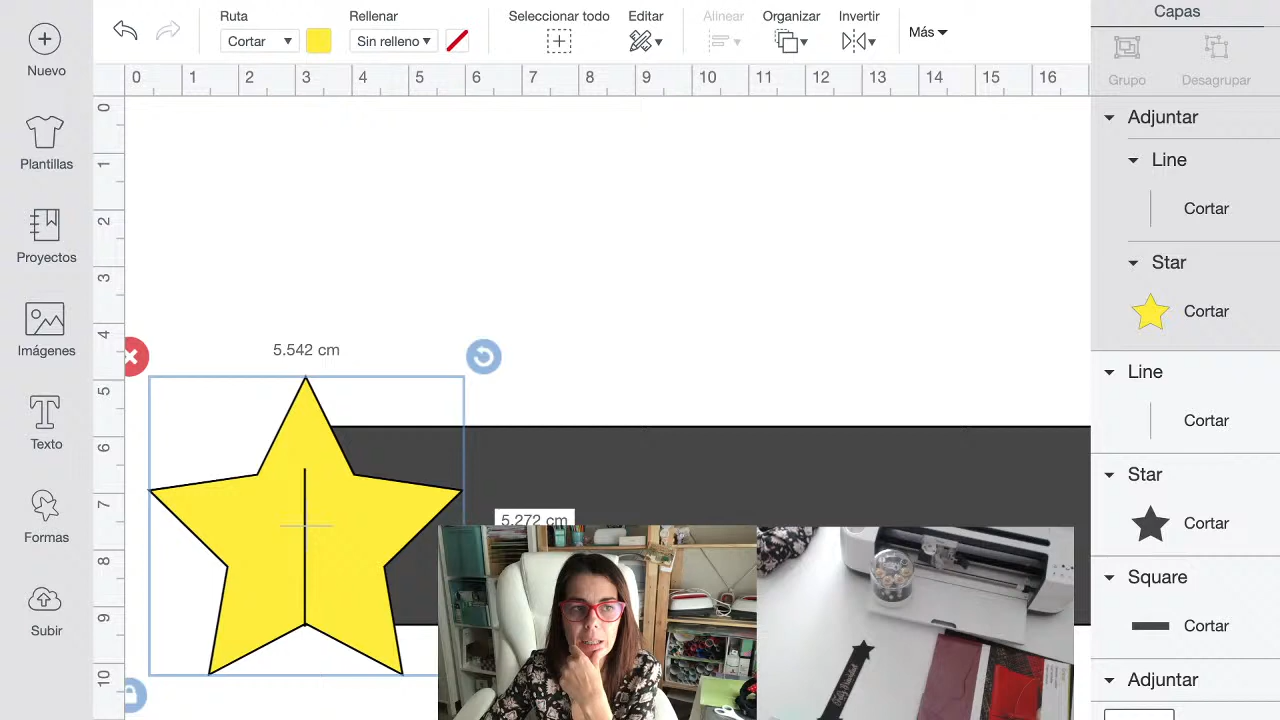 Ruta
Rellenar
Seleccionar todo
Editar
Alinear
Organizar
Invertir
Más
Cortar
Sin relleno
Nuevo
Plantillas
Proyectos
Imágenes
Texto
Formas
Subir
0 1 2 3 4 5 6 7 8 9 10 11 12 13 14 15 16
0
1
2
3
4
5
6
7
8
9
10
5.542 cm
5.272 cm
Capas
Grupo
Desagrupar
Adjuntar
Line
Cortar
Star
Cortar
Line
Cortar
Star
Cortar
Square
Cortar
Adjuntar